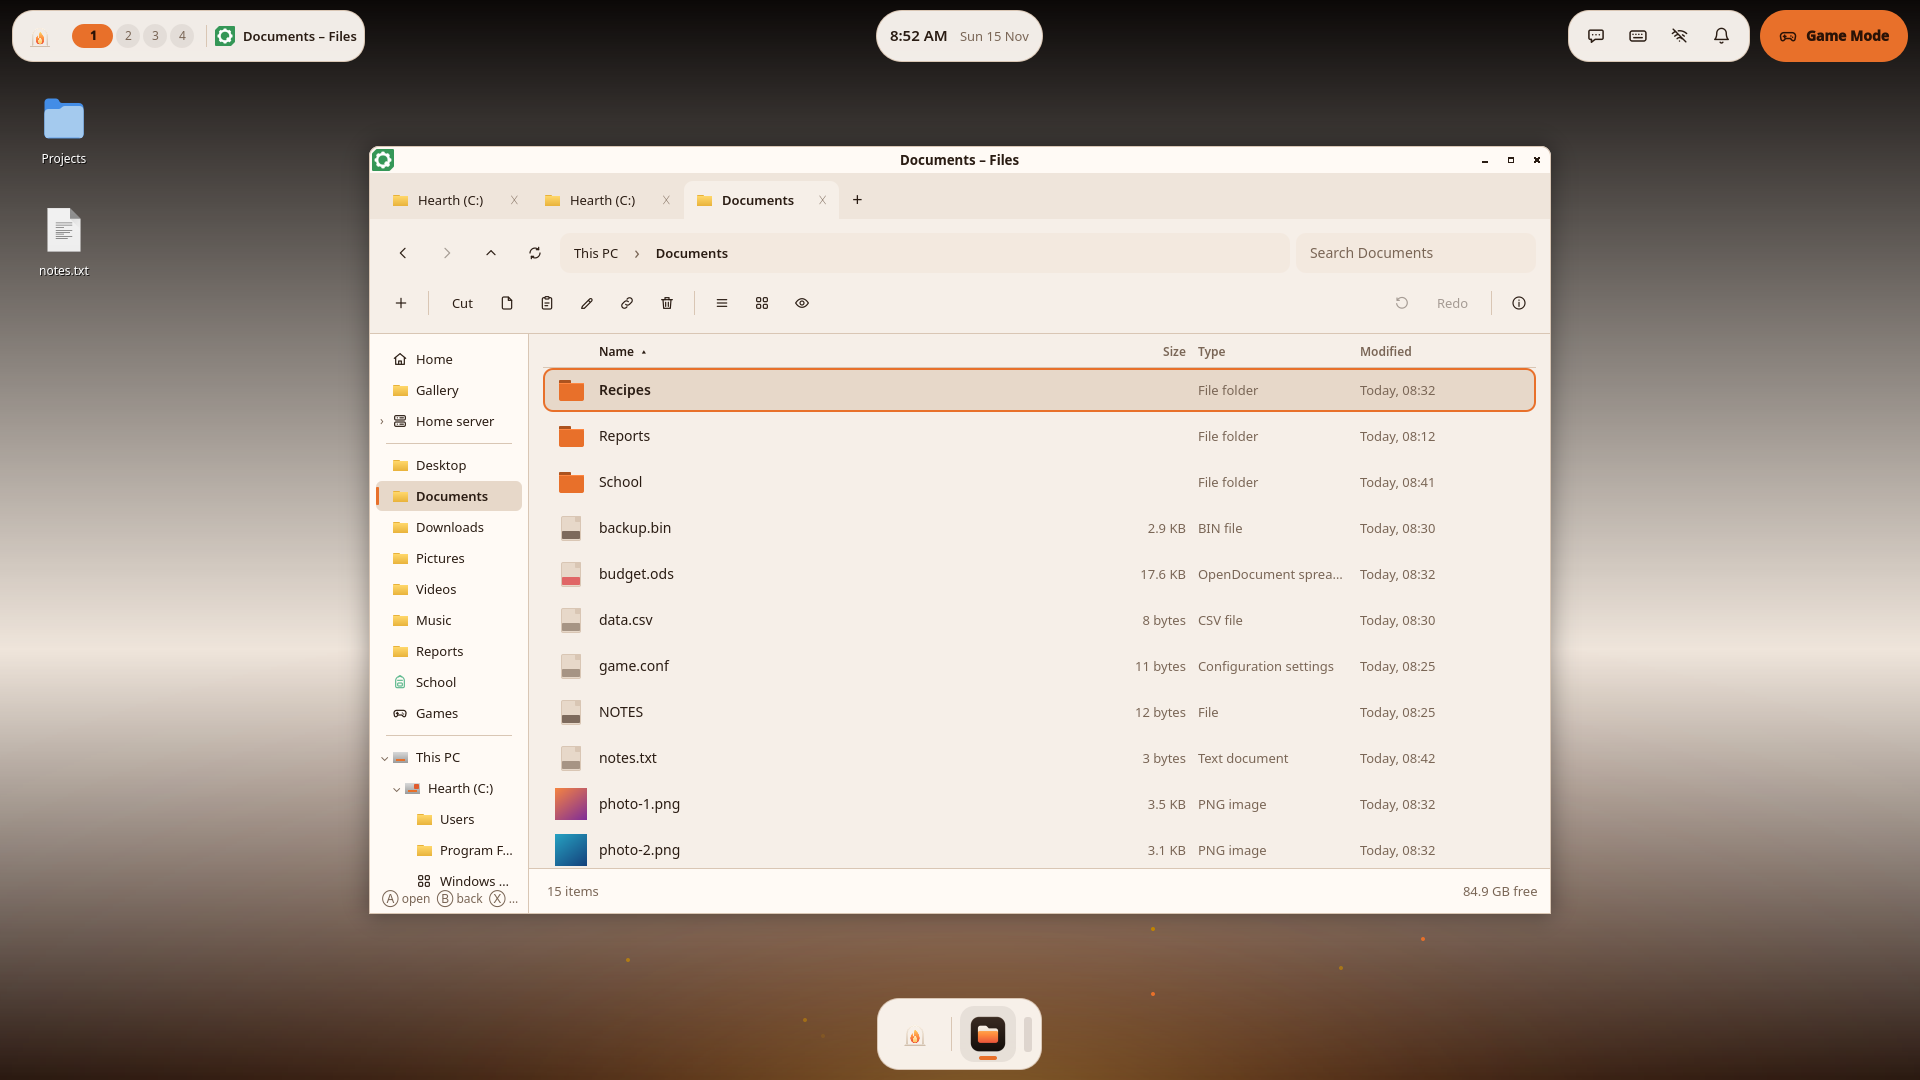 1 2 3 4 Documents – Files
8:52 AM Sun 15 Nov
Game Mode
Projects
notes.txt
Documents – Files
Hearth (C:) X Hearth (C:) X Documents X +
This PC › Documents
Search Documents
Cut
Redo
Home
Gallery
Home server
Desktop
Documents
Downloads
Pictures
Videos
Music
Reports
School
Games
This PC
Hearth (C:)
Users
Program F...
Windows ...
A open B back X ...
Name Size Type Modified
Recipes File folder Today, 08:32
Reports File folder Today, 08:12
School File folder Today, 08:41
backup.bin 2.9 KB BIN file Today, 08:30
budget.ods 17.6 KB OpenDocument sprea... Today, 08:32
data.csv 8 bytes CSV file Today, 08:30
game.conf 11 bytes Configuration settings Today, 08:25
NOTES 12 bytes File Today, 08:25
notes.txt 3 bytes Text document Today, 08:42
photo-1.png 3.5 KB PNG image Today, 08:32
photo-2.png 3.1 KB PNG image Today, 08:32
15 items 84.9 GB free